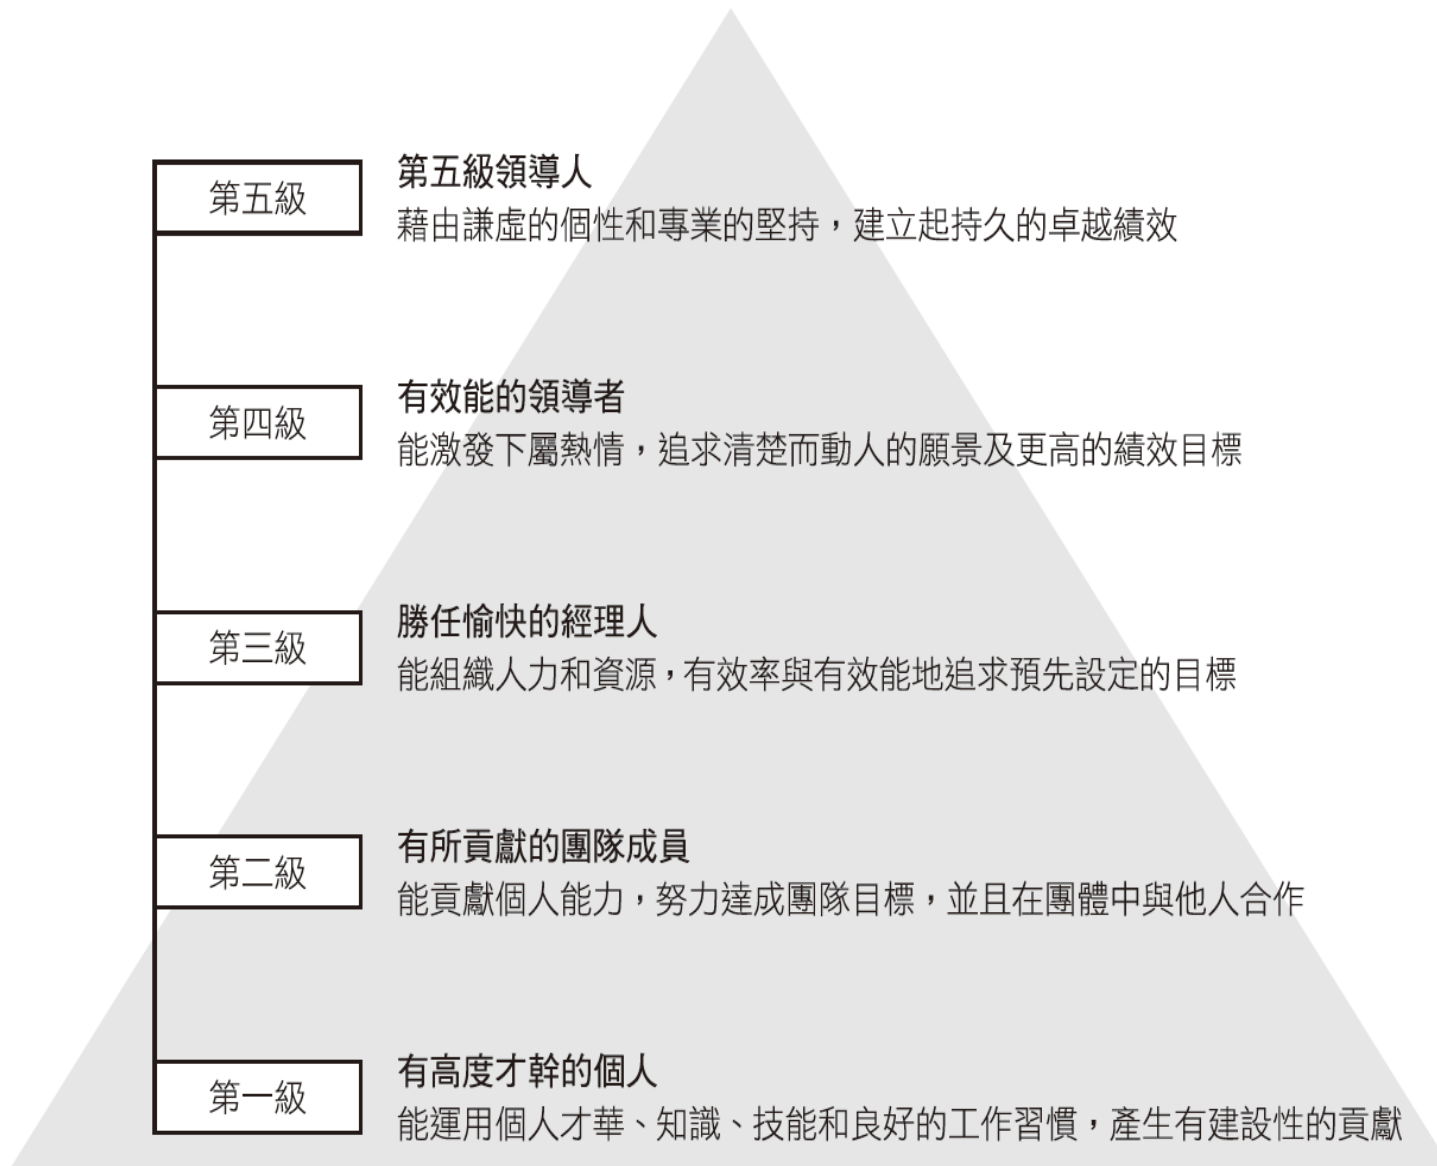 第五級
第五級領導人
藉由謙虛的個性和專業的堅持，建立起持久的卓越績效
第四級
有效能的領導者
能激發下屬熱情，追求清楚而動人的願景及更高的績效目標
第三級
勝任愉快的經理人
能組織人力和資源，有效率與有效能地追求預先設定的目標
第二級
有所貢獻的團隊成員
能貢獻個人能力，努力達成團隊目標，並且在團體中與他人合作
第一級
有高度才幹的個人
能運用個人才華、知識、技能和良好的工作習慣，產生有建設性的貢獻